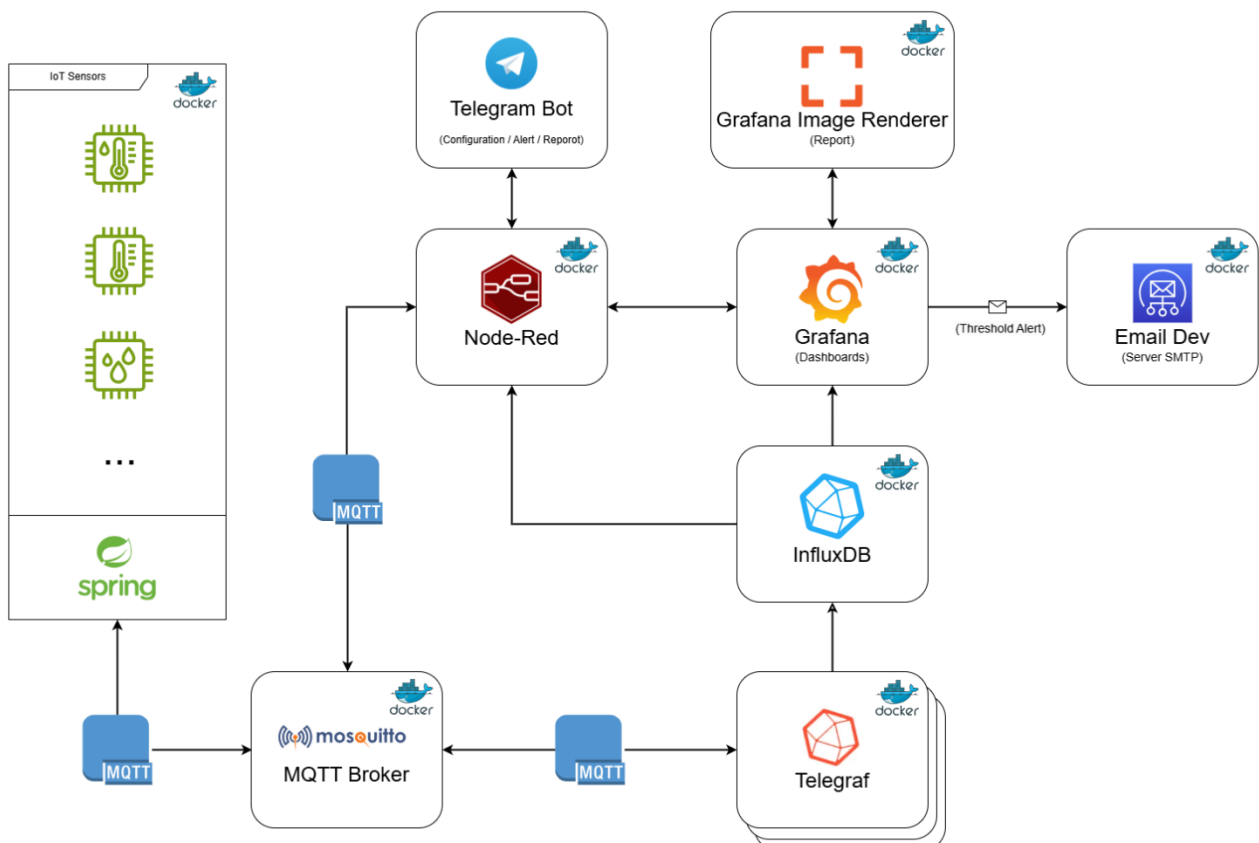 IoT Sensors
docker
...
spring
MQTT
Telegram Bot
(Configuration / Alert / Reporot)
docker
Grafana Image Renderer
(Report)
docker
Node-Red
docker
Grafana
(Dashboards)
(Threshold Alert)
docker
Email Dev
(Server SMTP)
MQTT
docker
InfluxDB
docker
mosquitto
MQTT Broker
MQTT
docker
Telegraf